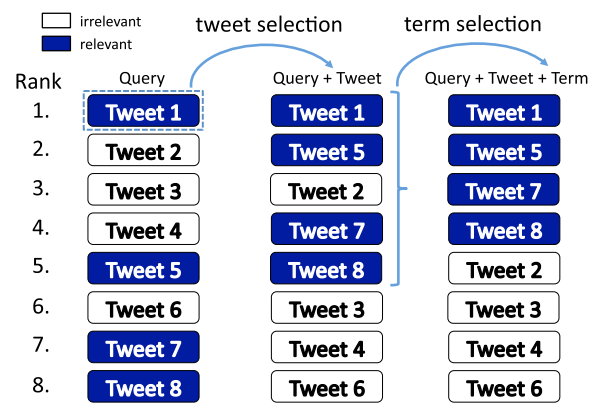 irrelevant
relevant
tweet selection
term selection
Rank
Query
Query + Tweet
Query + Tweet + Term
1.
Tweet 1
Tweet 1
Tweet 1
2.
Tweet 2
Tweet 5
Tweet 5
3.
Tweet 3
Tweet 2
Tweet 7
4.
Tweet 4
Tweet 7
Tweet 8
5.
Tweet 5
Tweet 8
Tweet 2
6.
Tweet 6
Tweet 3
Tweet 3
7.
Tweet 7
Tweet 4
Tweet 4
8.
Tweet 8
Tweet 6
Tweet 6